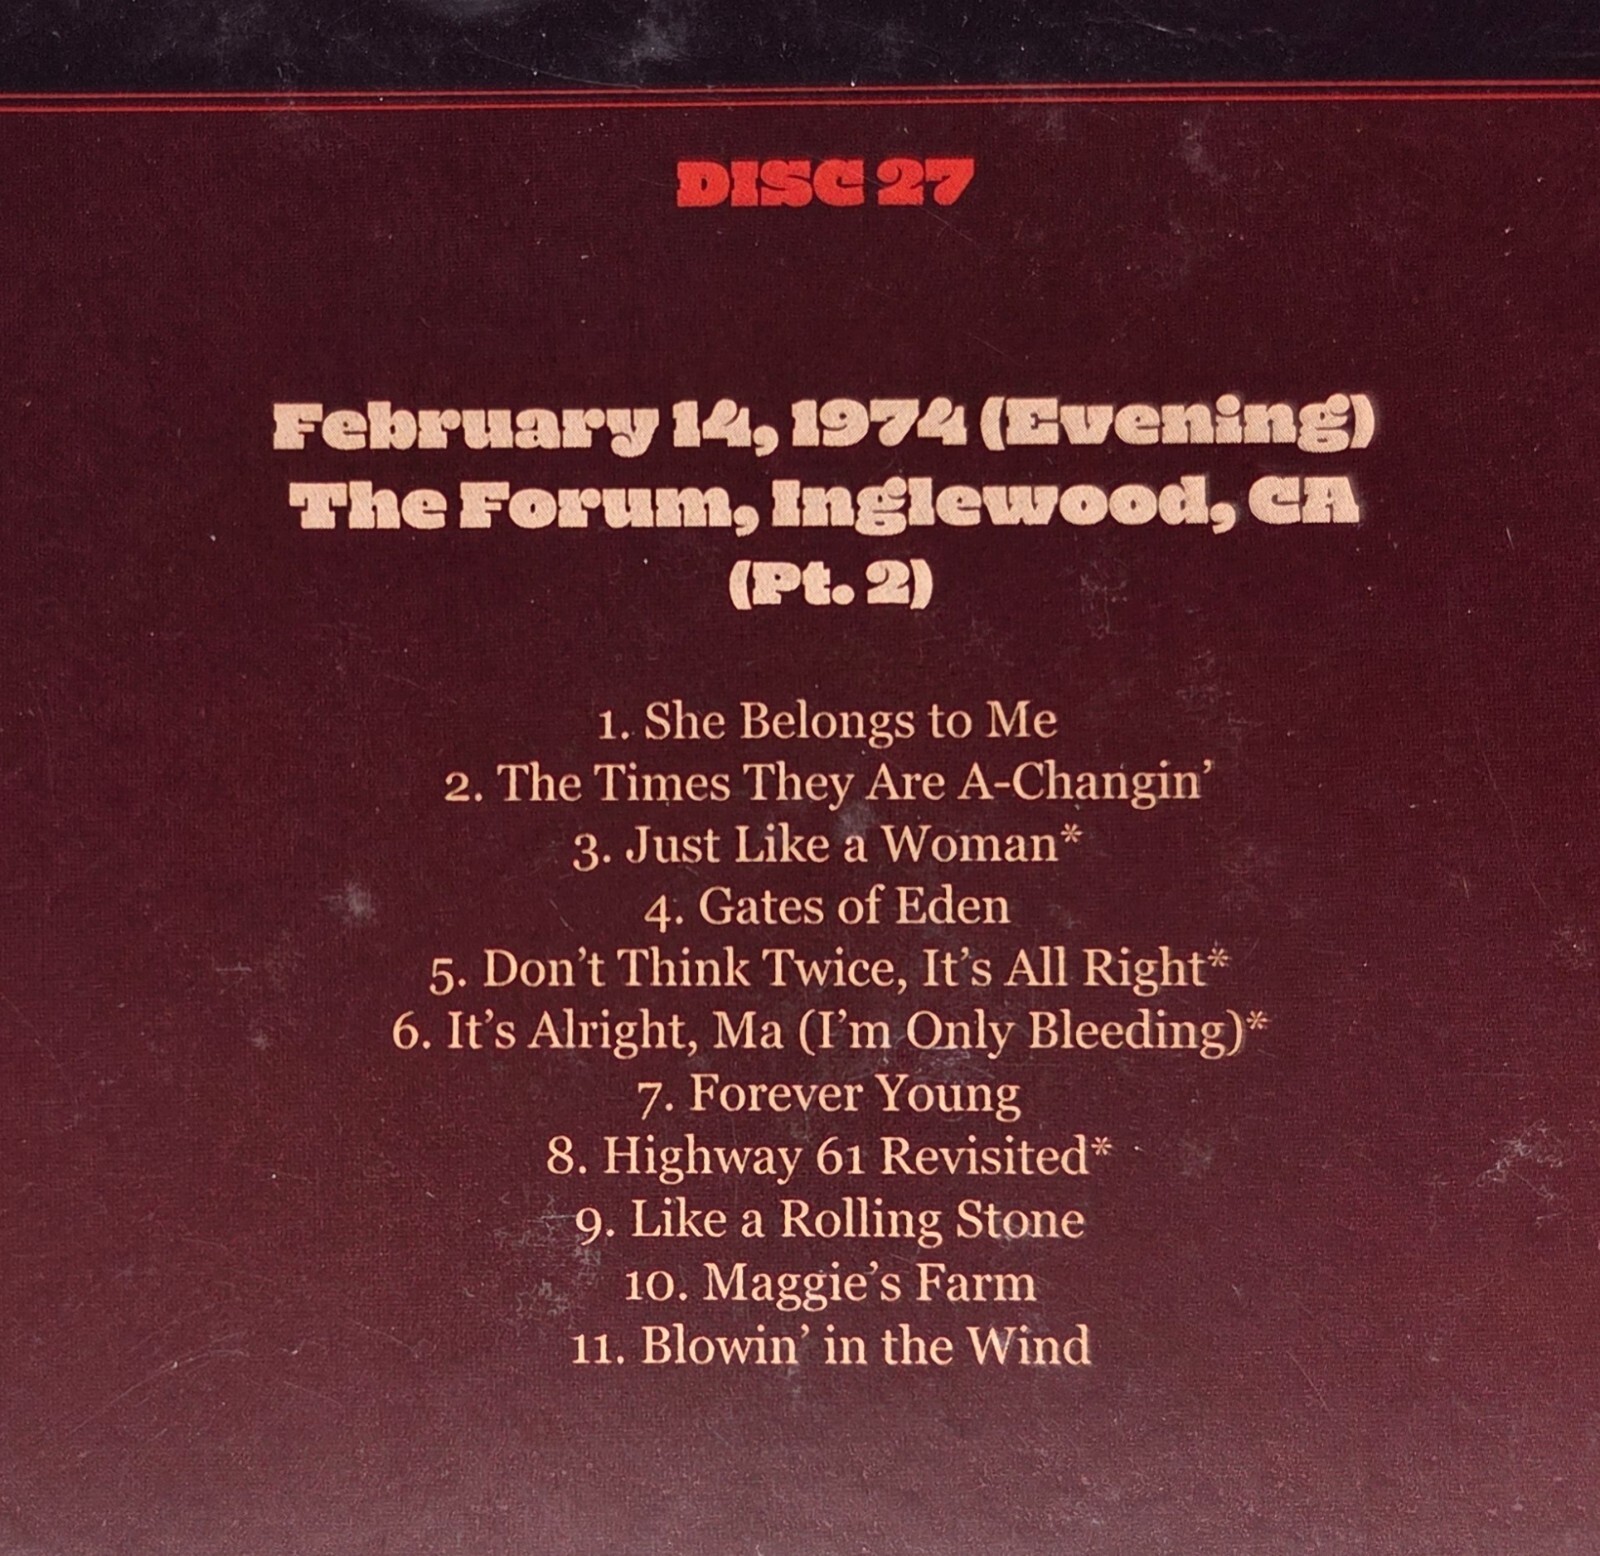 DISC 27
February 14, 1974 (Evening)
The Forum, Inglewood, CA
(Pt. 2)
1. She Belongs to Me
2. The Times They Are A-Changin’
3. Just Like a Woman*
4. Gates of Eden
5. Don’t Think Twice, It’s All Right*
6. It’s Alright, Ma (I’m Only Bleeding)*
7. Forever Young
8. Highway 61 Revisited*
9. Like a Rolling Stone
10. Maggie’s Farm
11. Blowin’ in the Wind